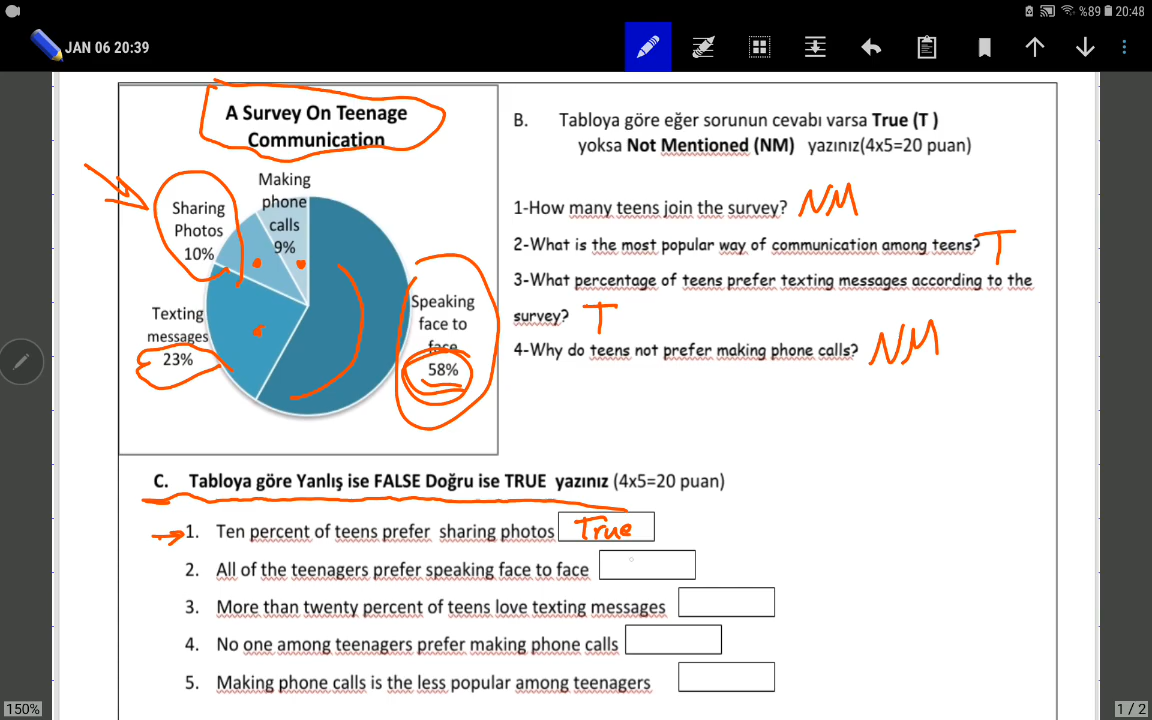 %89 20:48
JAN 06 20:39
A Survey On Teenage
Communication
Making
phone
calls
9%
Sharing
Photos
10%
Texting
messages
23%
Speaking
face to
face
58%
B. Tabloya göre eğer sorunun cevabı varsa True (T )
yoksa Not Mentioned (NM) yazınız(4x5=20 puan)
1-How many teens join the survey? NM
2-What is the most popular way of communication among teens? T
3-What percentage of teens prefer texting messages according to the
survey? T
4-Why do teens not prefer making phone calls? NM
C. Tabloya göre Yanlış ise FALSE Doğru ise TRUE yazınız (4x5=20 puan)
1. Ten percent of teens prefer sharing photos True
2. All of the teenagers prefer speaking face to face
3. More than twenty percent of teens love texting messages
4. No one among teenagers prefer making phone calls
5. Making phone calls is the less popular among teenagers
150%
1 / 2